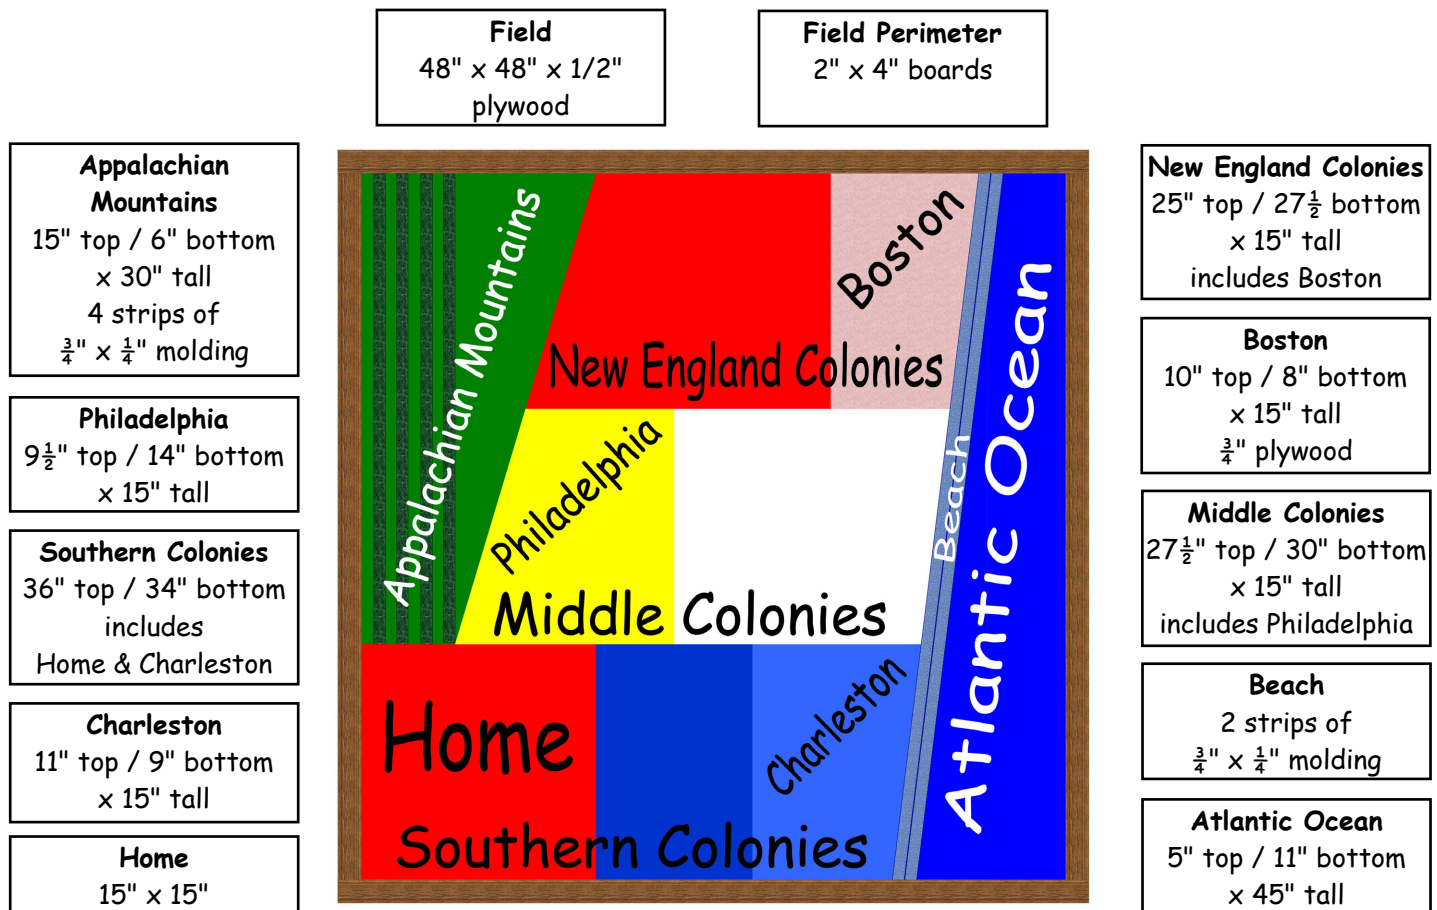 Field
48" x 48" x 1/2"
plywood
Field Perimeter
2" x 4" boards
Appalachian
Mountains
15" top / 6" bottom
x 30" tall
4 strips of
¾" x ¼" molding
Philadelphia
9½" top / 14" bottom
x 15" tall
Southern Colonies
36" top / 34" bottom
includes
Home & Charleston
Charleston
11" top / 9" bottom
x 15" tall
Home
15" x 15"
Appalachian Mountains
New England Colonies
Boston
Philadelphia
Middle Colonies
Home
Southern Colonies
Charleston
Beach
Atlantic Ocean
New England Colonies
25" top / 27½ bottom
x 15" tall
includes Boston
Boston
10" top / 8" bottom
x 15" tall
¾" plywood
Middle Colonies
27½" top / 30" bottom
x 15" tall
includes Philadelphia
Beach
2 strips of
¾" x ¼" molding
Atlantic Ocean
5" top / 11" bottom
x 45" tall